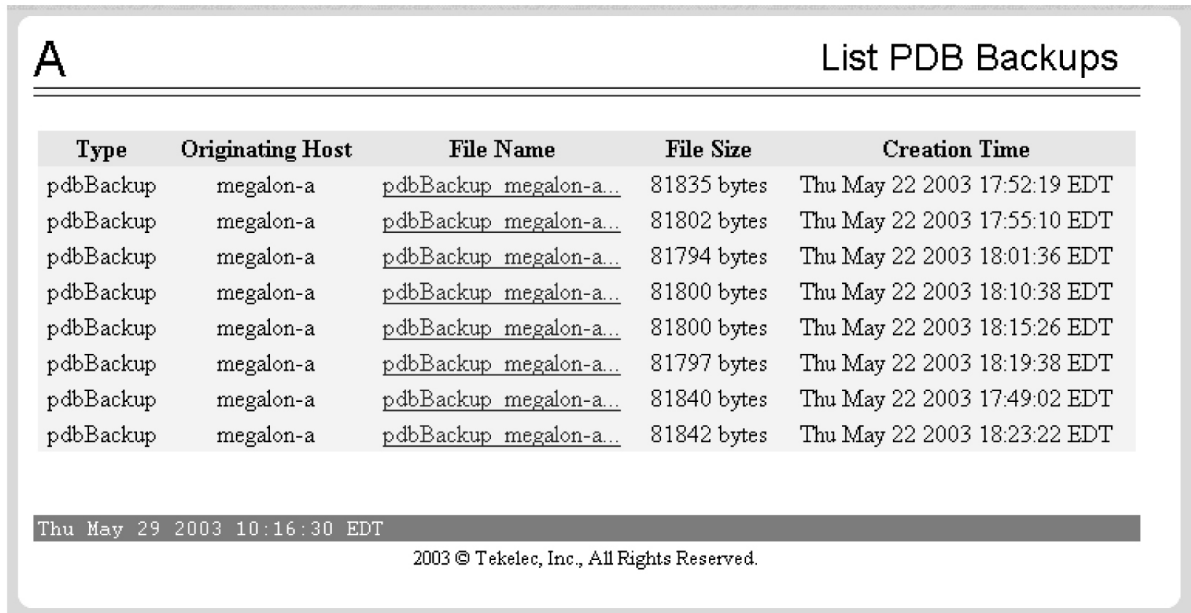 A List PDB Backups
Type Originating Host File Name File Size Creation Time
pdbBackup megalon-a pdbBackup_megalon-a... 81835 bytes Thu May 22 2003 17:52:19 EDT
pdbBackup megalon-a pdbBackup_megalon-a... 81802 bytes Thu May 22 2003 17:55:10 EDT
pdbBackup megalon-a pdbBackup_megalon-a... 81794 bytes Thu May 22 2003 18:01:36 EDT
pdbBackup megalon-a pdbBackup_megalon-a... 81800 bytes Thu May 22 2003 18:10:38 EDT
pdbBackup megalon-a pdbBackup_megalon-a... 81800 bytes Thu May 22 2003 18:15:26 EDT
pdbBackup megalon-a pdbBackup_megalon-a... 81797 bytes Thu May 22 2003 18:19:38 EDT
pdbBackup megalon-a pdbBackup_megalon-a... 81840 bytes Thu May 22 2003 17:49:02 EDT
pdbBackup megalon-a pdbBackup_megalon-a... 81842 bytes Thu May 22 2003 18:23:22 EDT
Thu May 29 2003 10:16:30 EDT
2003 © Tekelec, Inc., All Rights Reserved.